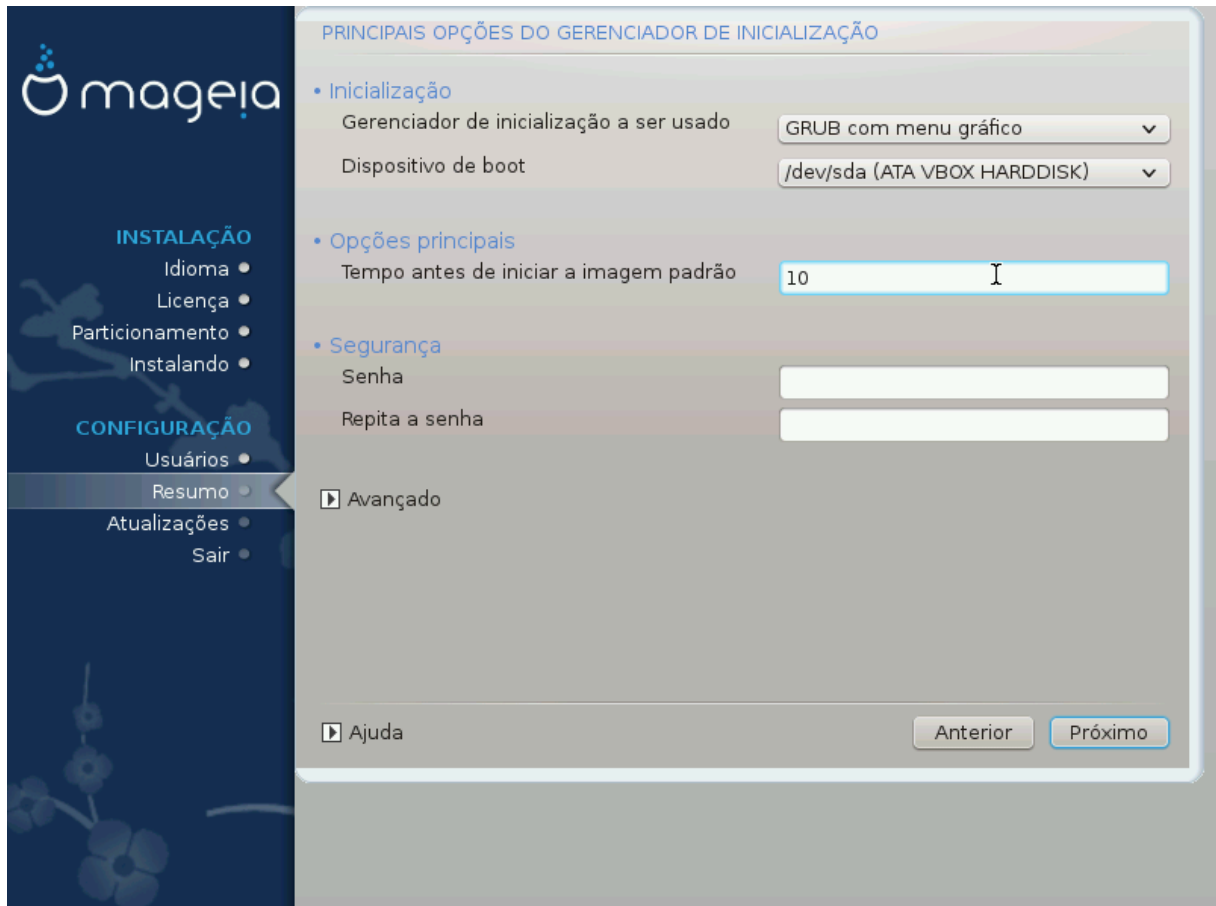 mageia
INSTALAÇÃO
Idioma
Licença
Particionamento
Instalando
CONFIGURAÇÃO
Usuários
Resumo
Atualizações
Sair
PRINCIPAIS OPÇÕES DO GERENCIADOR DE INICIALIZAÇÃO
• Inicialização
Gerenciador de inicialização a ser usado GRUB com menu gráfico
Dispositivo de boot /dev/sda (ATA VBOX HARDDISK)
• Opções principais
Tempo antes de iniciar a imagem padrão 10
• Segurança
Senha
Repita a senha
Avançado
Ajuda Anterior Próximo